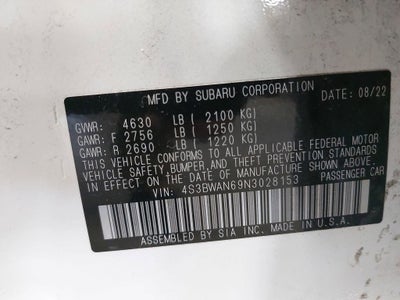 MFD BY SUBARU CORPORATION DATE: 08/22
GVWR: 4630 LB ( 2100 KG)
GAWR: F 2756 LB ( 1250 KG)
GAWR: R 2690 LB ( 1220 KG)
THIS VEHICLE CONFORMS TO ALL APPLICABLE FEDERAL MOTOR
VEHICLE SAFETY,BUMPER,AND THEFT PREVENTION STANDARDS
IN EFFECT ON THE DATE OF MANUFACTURE SHOWN ABOVE.
VIN: 4S3BWAN69N3028153 PASSENGER CAR
ASSEMBLED BY SIA INC. MADE IN U.S.A.